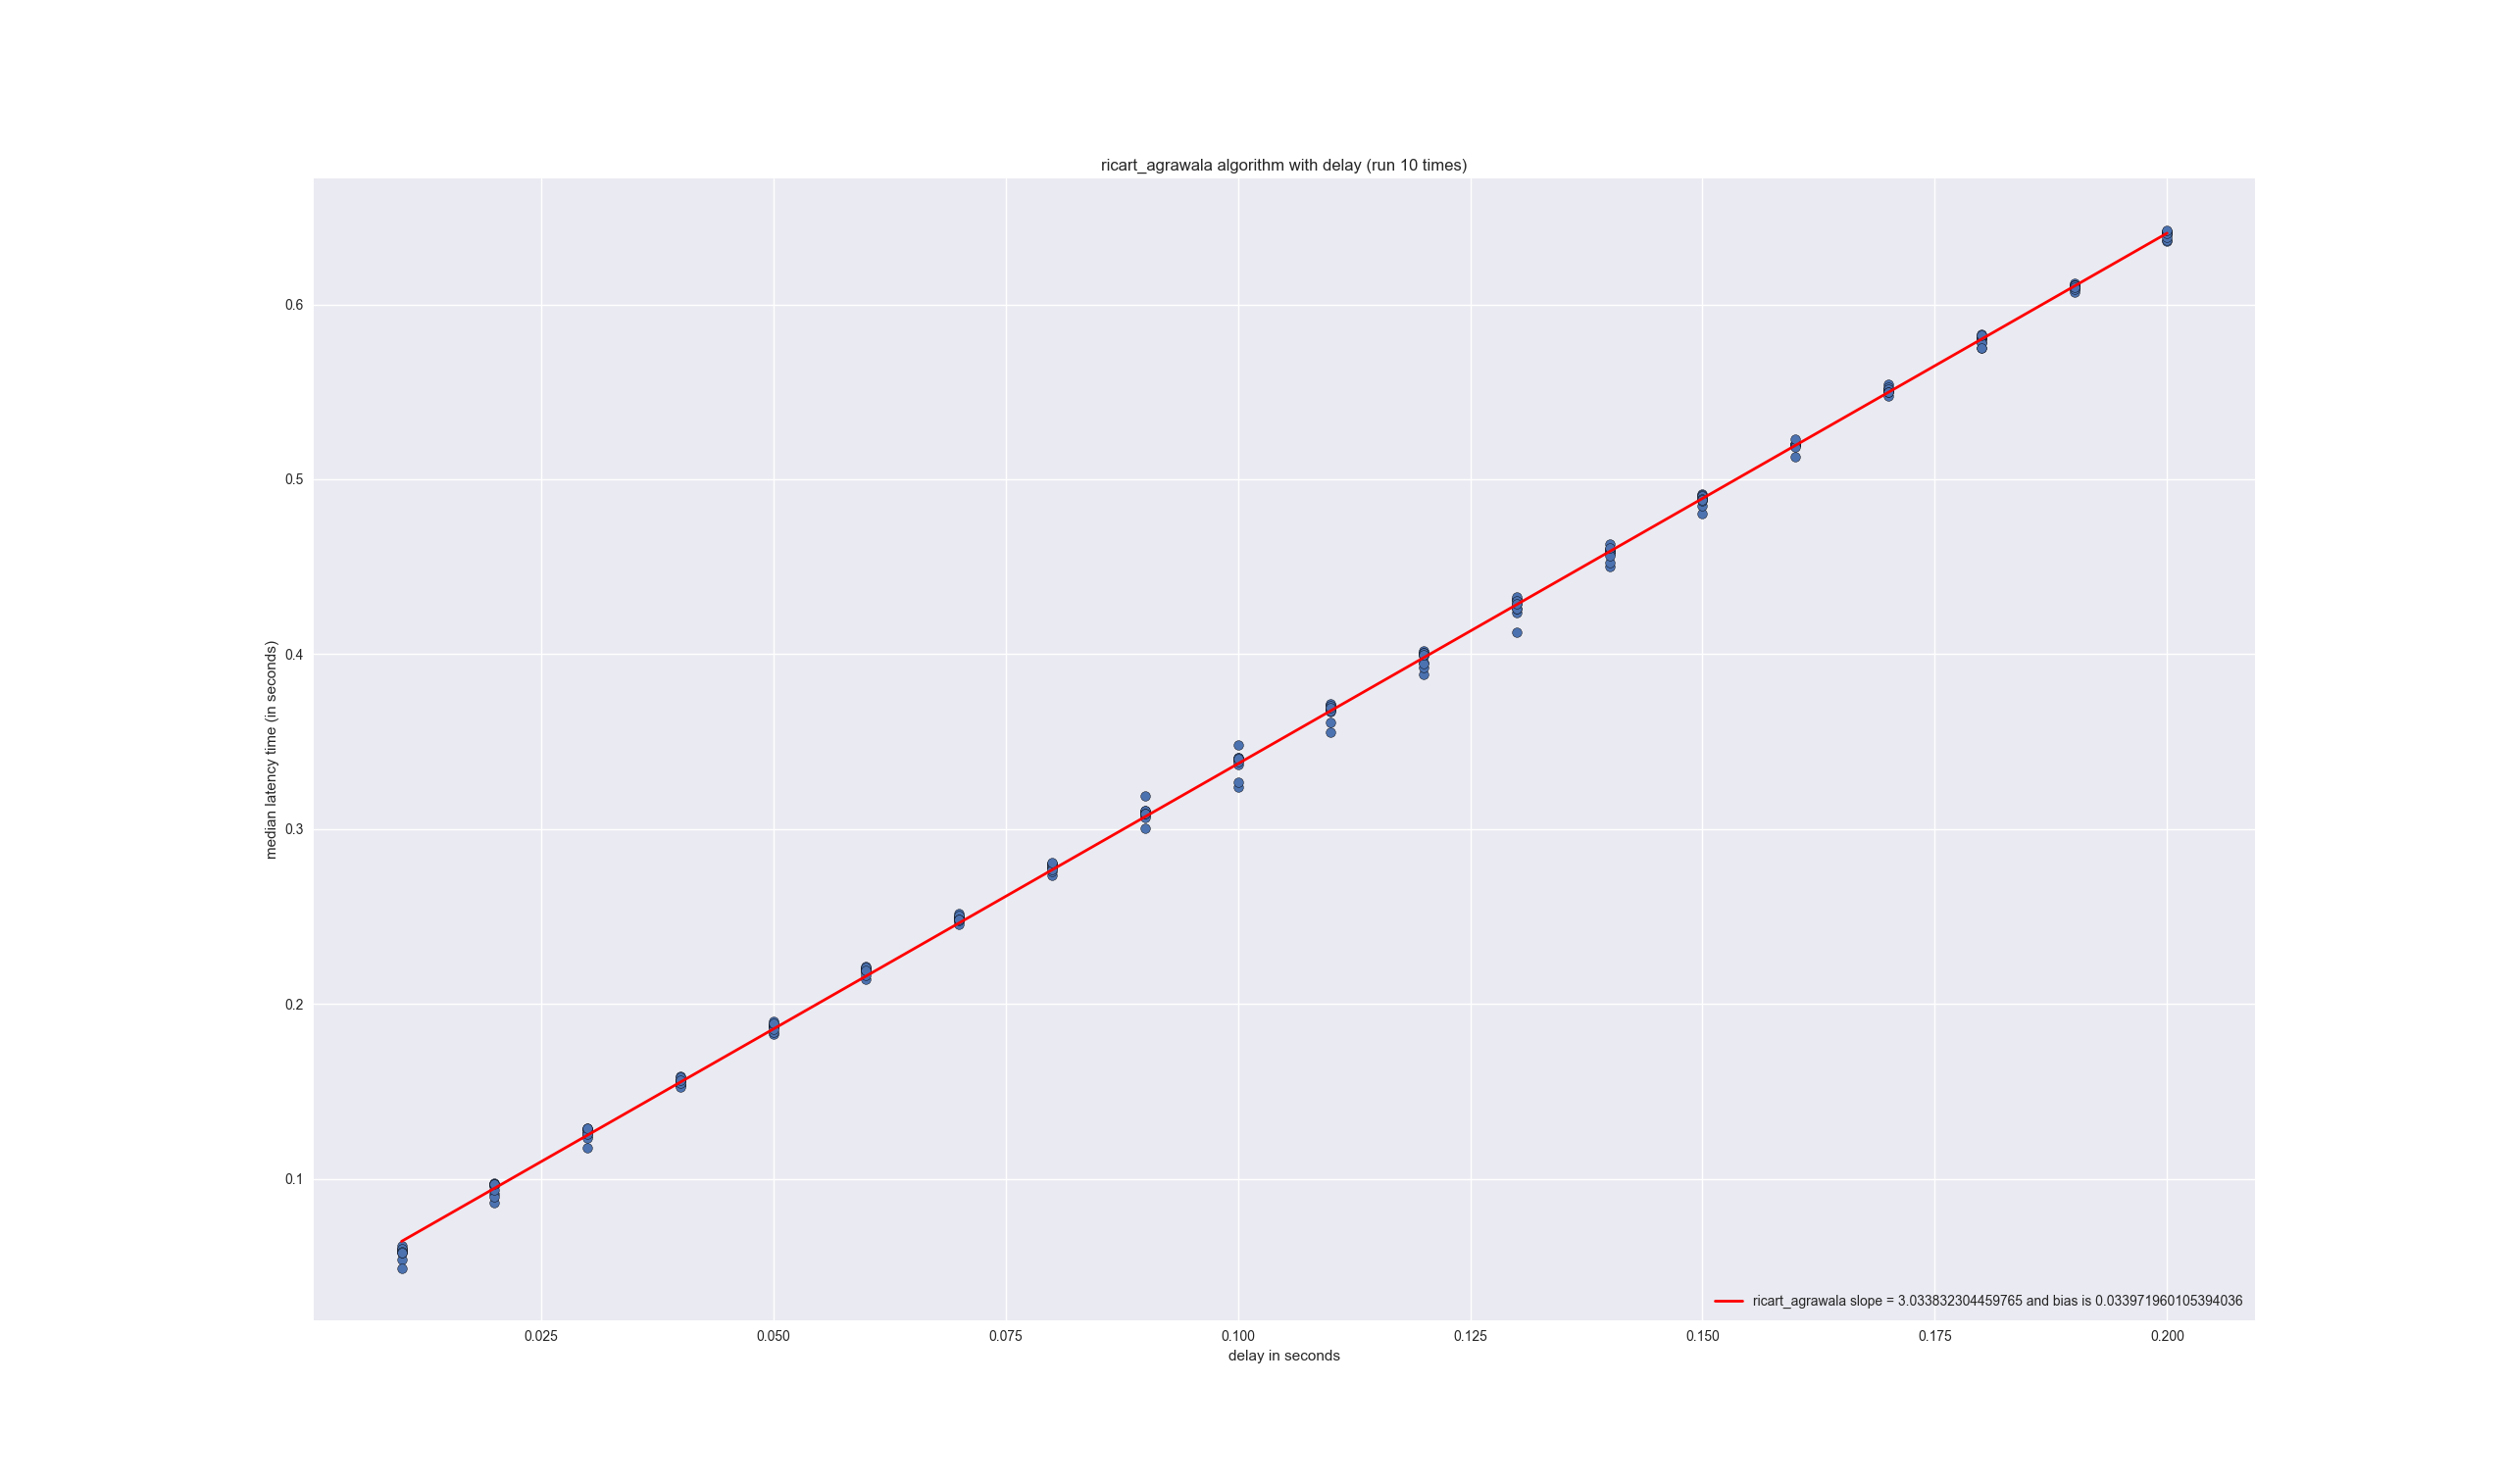 ricart_agrawala algorithm with delay (run 10 times)
0.6
0.5
0.4
0.3
0.2
0.1
median latency time (in seconds)
ricart_agrawala slope = 3.033832304459765 and bias is 0.033971960105394036
0.025 0.050 0.075 0.100 0.125 0.150 0.175 0.200
delay in seconds